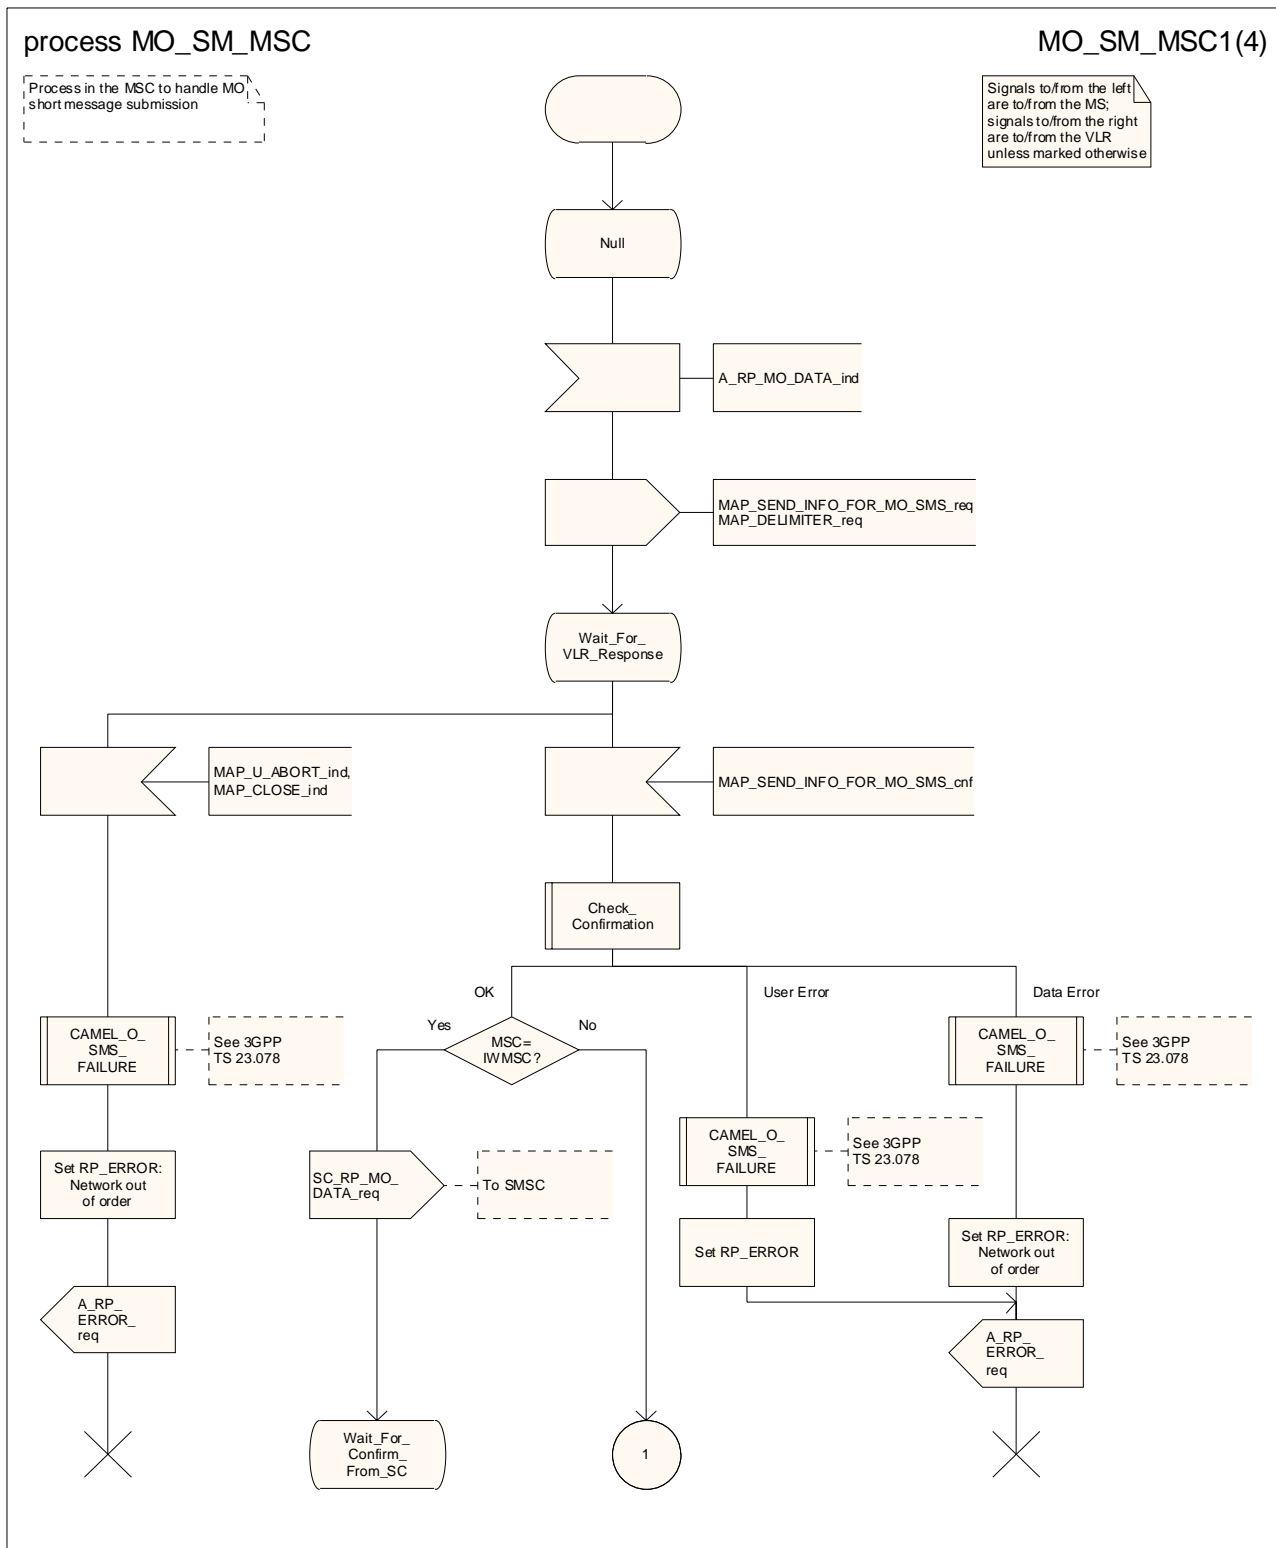 process MO_SM_MSC
MO_SM_MSC1(4)
Process in the MSC to handle MO
short message submission
Signals to/from the left
are to/from the MS;
signals to/from the right
are to/from the VLR
unless marked otherwise
Null
A_RP_MO_DATA_ind
MAP_SEND_INFO_FOR_MO_SMS_req
MAP_DELIMITER_req
Wait_For_
VLR_Response
MAP_U_ABORT_ind,
MAP_CLOSE_ind
MAP_SEND_INFO_FOR_MO_SMS_cnf
Check_
Confirmation
OK
User Error
Data Error
CAMEL_O_
SMS_
FAILURE
See 3GPP
TS 23.078
Yes
MSC=
IWMSC?
No
CAMEL_O_
SMS_
FAILURE
See 3GPP
TS 23.078
CAMEL_O_
SMS_
FAILURE
See 3GPP
TS 23.078
Set RP_ERROR:
Network out
of order
SC_RP_MO_
DATA_req
To SMSC
Set RP_ERROR
Set RP_ERROR:
Network out
of order
A_RP_
ERROR_
req
A_RP_
ERROR_
req
Wait_For_
Confirm_
From_SC
1